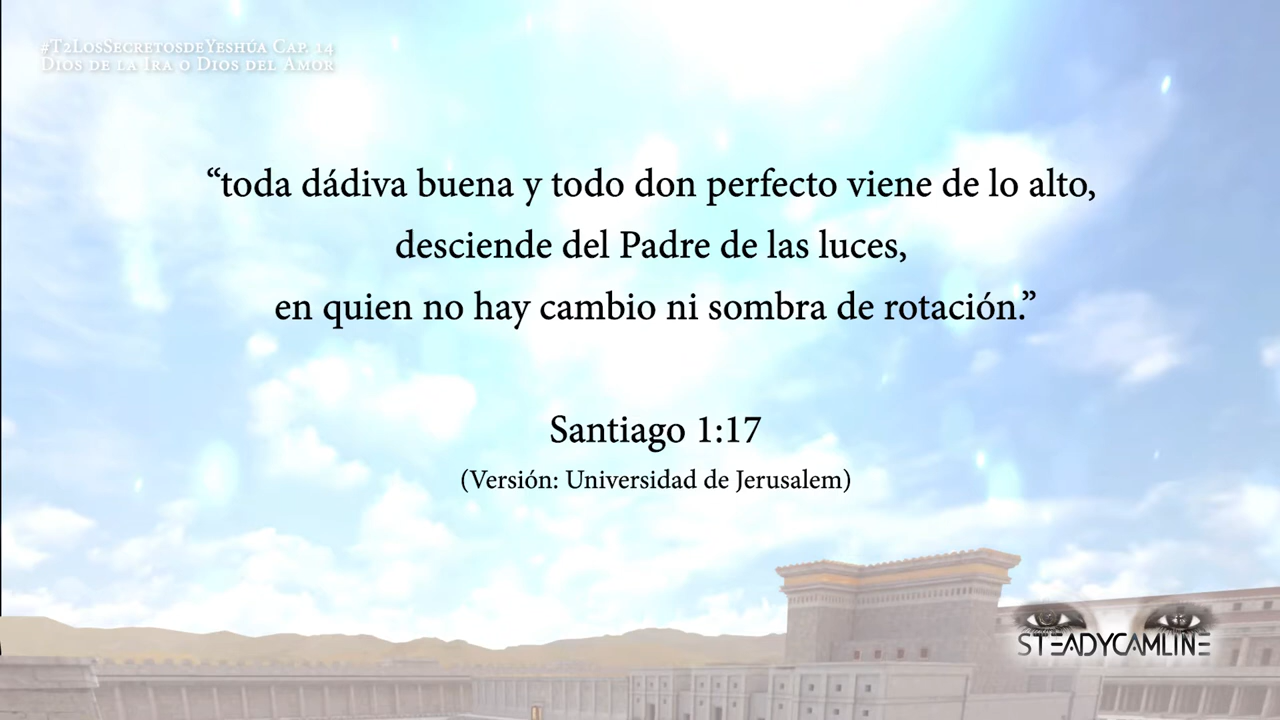 #T2LosSecretosdeYeshúa Cap. 14
Dios de la Ira o Dios del Amor
“toda dádiva buena y todo don perfecto viene de lo alto,
desciende del Padre de las luces,
en quien no hay cambio ni sombra de rotación.”
Santiago 1:17
(Versión: Universidad de Jerusalem)
STEADYCAMLINE